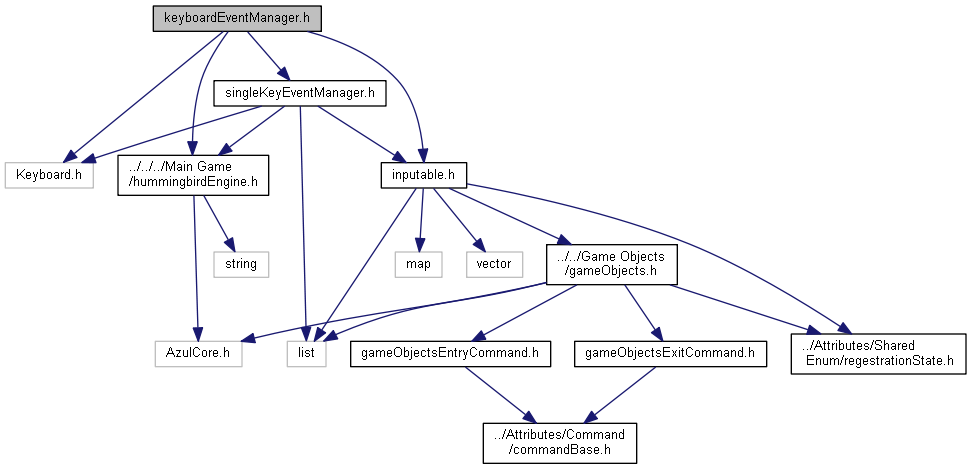 keyboardEventManager.h
singleKeyEventManager.h
Keyboard.h
../../../Main Game
/hummingbirdEngine.h
inputable.h
string
map
vector
../../Game Objects
/gameObjects.h
AzulCore.h
list
gameObjectsEntryCommand.h
gameObjectsExitCommand.h
../Attributes/Shared
Enum/regestrationState.h
../Attributes/Command
/commandBase.h